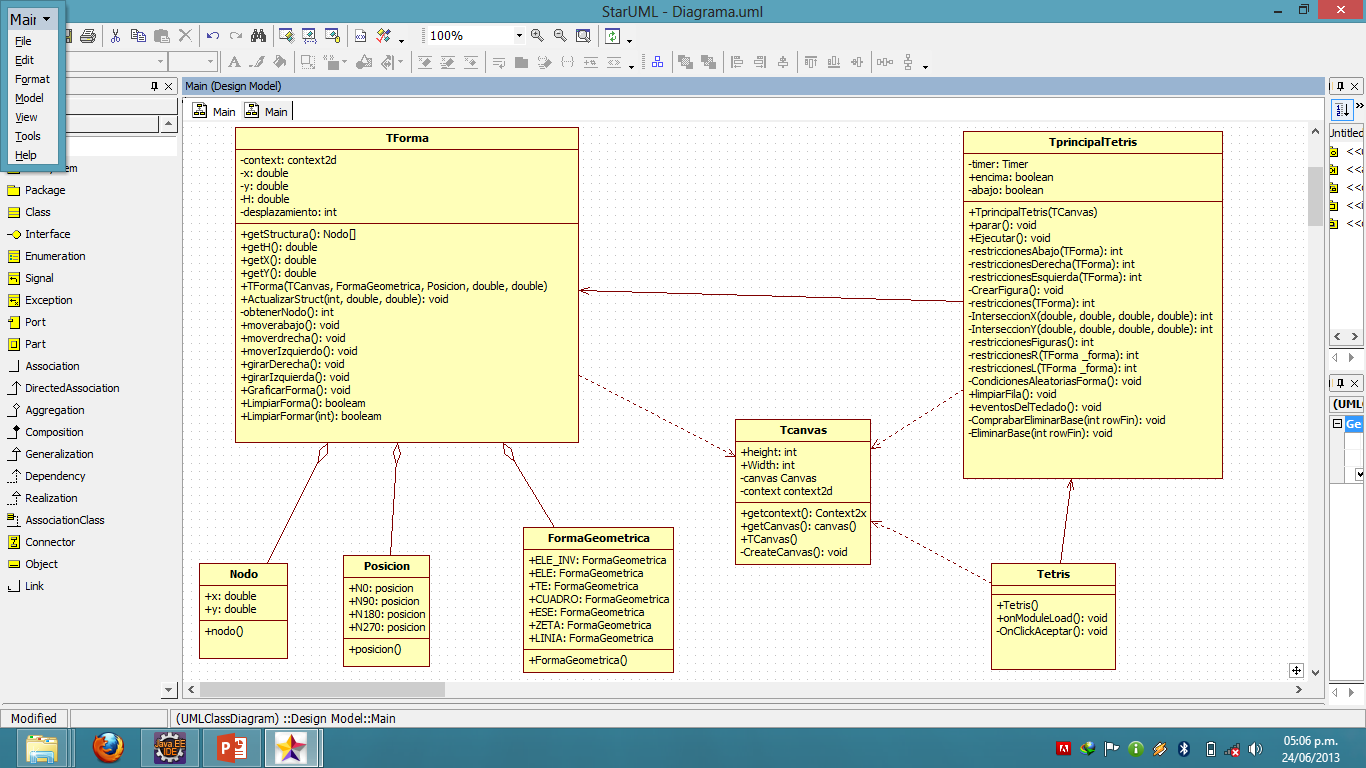 StarUML - Diagrama.uml
Mair
File
Edit
Format
Model
View
Tools
Help
100%
Main (Design Model)
Main
Main
Package
Class
Interface
Enumeration
Signal
Exception
Port
Part
Association
DirectedAssociation
Aggregation
Composition
Generalization
Dependency
Realization
AssociationClass
Connector
Object
Link
TForma
-context: context2d
-x: double
-y: double
-H: double
-desplazamiento: int
+getStructura(): Nodo[]
+getH(): double
+getX(): double
+getY(): double
+TForma(TCanvas, FormaGeometrica, Posicion, double, double)
+ActualizarStruct(int, double, double): void
-obtenerNodo(): int
+moverabajo(): void
+moverdrecha(): void
+moverIzquierdo(): void
+girarDerecha(): void
+girarIzquierda(): void
+GraficarForma(): void
+LimpiarForma(): booleam
+LimpiarFormar(int): booleam
TprincipalTetris
-timer: Timer
+encima: boolean
-abajo: boolean
+TprincipalTetris(TCanvas)
+parar(): void
+Ejecutar(): void
-restriccionesAbajo(TForma): int
-restriccionesDerecha(TForma): int
-restriccionesEsquierda(TForma): int
-CrearFigura(): void
-restricciones(TForma): int
-InterseccionX(double, double, double, double): int
-InterseccionY(double, double, double, double): int
-restriccionesFiguras(): int
-restriccionesR(TForma _forma): int
-restriccionesL(TForma _forma): int
-CondicionesAleatoriasForma(): void
+limpiarFila(): void
+eventosDelTeclado(): void
-ComprabarEliminarBase(int rowFin): void
-EliminarBase(int rowFin): void
Tcanvas
+height: int
+Width: int
-canvas Canvas
-context context2d
+getcontext(): Context2x
+getCanvas(): canvas()
+TCanvas()
-CreateCanvas(): void
Nodo
+x: double
+y: double
+nodo()
Posicion
+N0: posicion
+N90: posicion
+N180: posicion
+N270: posicion
+posicion()
FormaGeometrica
+ELE_INV: FormaGeometrica
+ELE: FormaGeometrica
+TE: FormaGeometrica
+CUADRO: FormaGeometrica
+ESE: FormaGeometrica
+ZETA: FormaGeometrica
+LINIA: FormaGeometrica
+FormaGeometrica()
Tetris
+Tetris()
+onModuleLoad(): void
-OnClickAceptar(): void
Untitled
<<
<<a
<<
<<i
<<
(UML
Ge
Modified
(UMLClassDiagram) ::Design Model::Main
Java EE
IDE
05:06 p.m.
24/06/2013